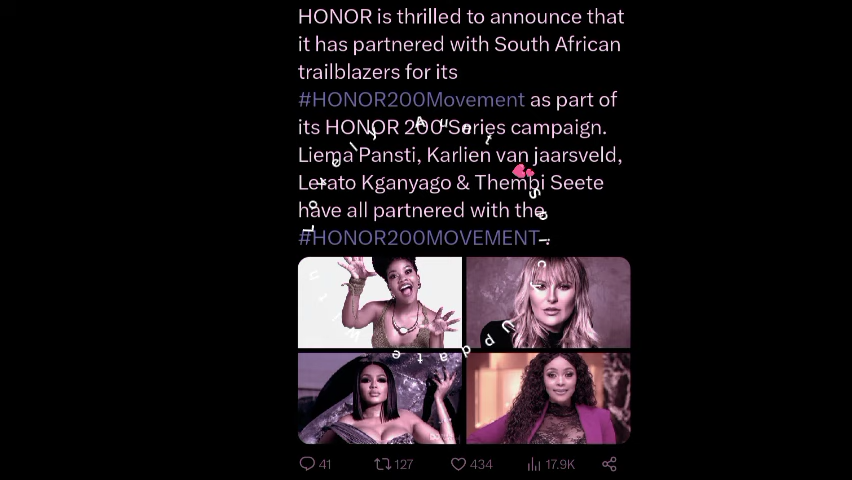 HONOR is thrilled to announce that
it has partnered with South African
trailblazers for its
#HONOR200Movement as part of
its HONOR 200 Series campaign.
Liema Pansti, Karlien van jaarsveld,
Lerato Kganyago & Thembi Seete
have all partnered with the
#HONOR200MOVEMENT.
41 127 434 17.9K